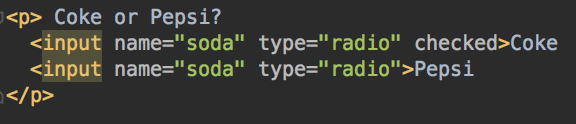 <p> Coke or Pepsi?
<input name="soda" type="radio" checked>Coke
<input name="soda" type="radio">Pepsi
</p>